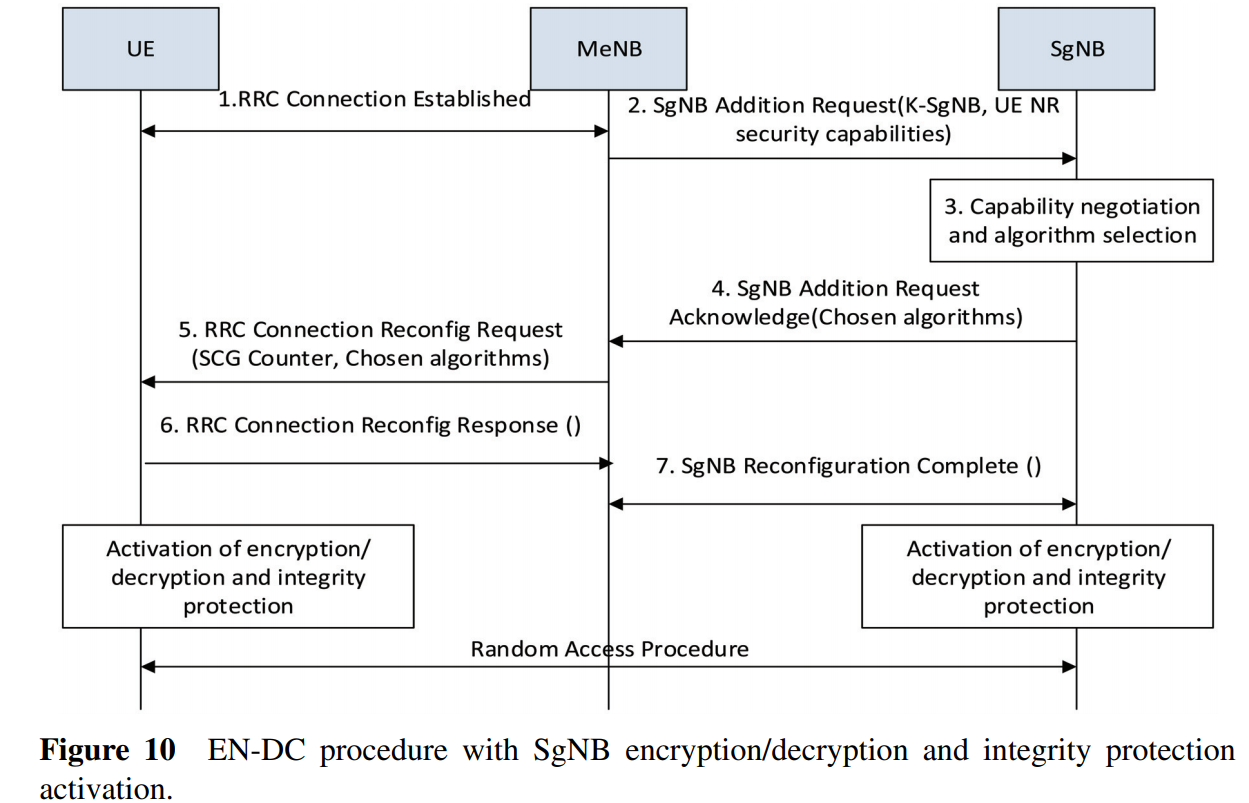 UE
MeNB
SgNB
1.RRC Connection Established
2. SgNB Addition Request(K-SgNB, UE NR
security capabilities)
3. Capability negotiation
and algorithm selection
4. SgNB Addition Request
Acknowledge(Chosen algorithms)
5. RRC Connection Reconfig Request
(SCG Counter, Chosen algorithms)
6. RRC Connection Reconfig Response ()
7. SgNB Reconfiguration Complete ()
Activation of encryption/
decryption and integrity
protection
Activation of encryption/
decryption and integrity
protection
Random Access Procedure
Figure 10 EN-DC procedure with SgNB encryption/decryption and integrity protection
activation.